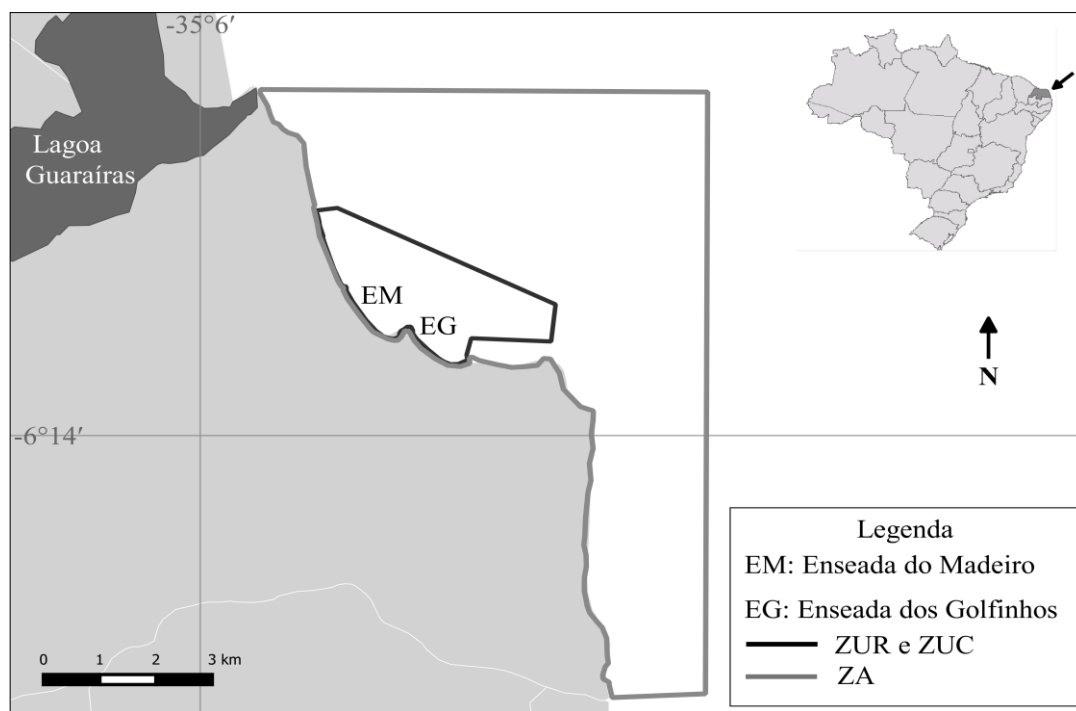 -35°6′
Lagoa
Guaraíras
EM
EG
N
-6°14′
Legenda
EM: Enseada do Madeiro
EG: Enseada dos Golfinhos
ZUR e ZUC
ZA
0 1 2 3 km